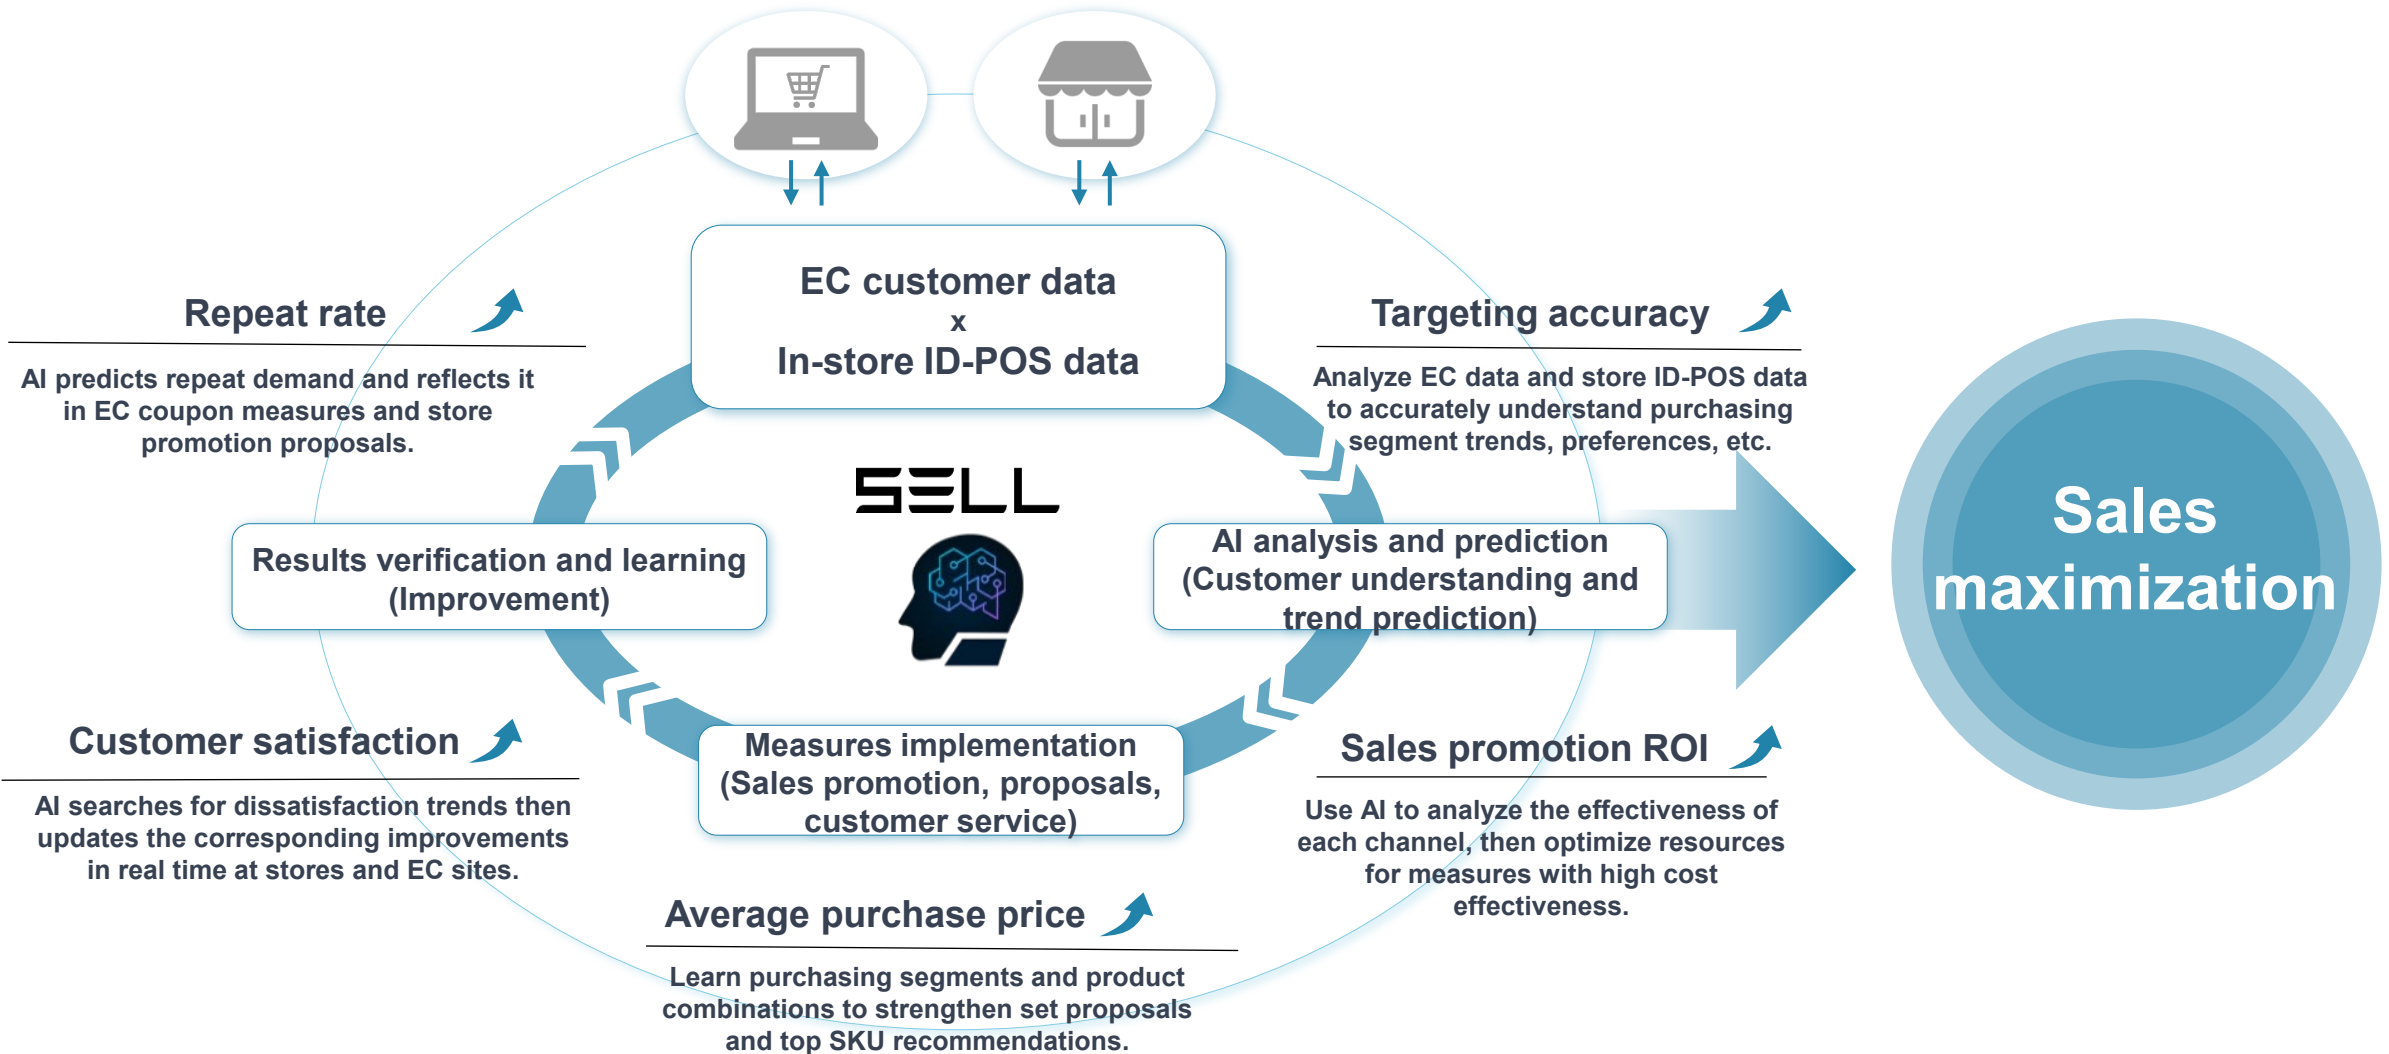 EC customer data
x
In-store ID-POS data
Repeat rate
AI predicts repeat demand and reflects it
in EC coupon measures and store
promotion proposals.
Targeting accuracy
Analyze EC data and store ID-POS data
to accurately understand purchasing
segment trends, preferences, etc.
SELL
Results verification and learning
(Improvement)
AI analysis and prediction
(Customer understanding and
trend prediction)
Sales
maximization
Customer satisfaction
AI searches for dissatisfaction trends then
updates the corresponding improvements
in real time at stores and EC sites.
Measures implementation
(Sales promotion, proposals,
customer service)
Sales promotion ROI
Use AI to analyze the effectiveness of
each channel, then optimize resources
for measures with high cost
effectiveness.
Average purchase price
Learn purchasing segments and product
combinations to strengthen set proposals
and top SKU recommendations.